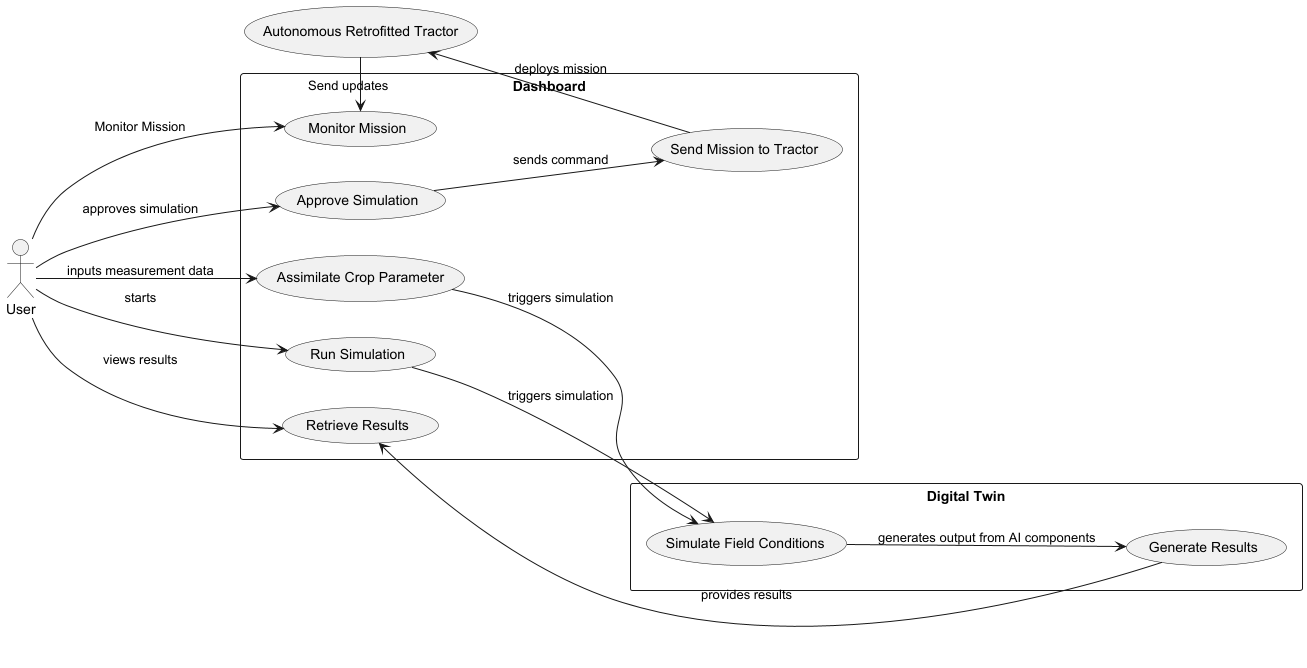 Autonomous Retrofitted Tractor
deploys mission
Send updates
Dashboard
Monitor Mission
Monitor Mission
Send Mission to Tractor
sends command
approves simulation
Approve Simulation
inputs measurement data
Assimilate Crop Parameter
User
starts
triggers simulation
Run Simulation
views results
triggers simulation
Retrieve Results
Digital Twin
Simulate Field Conditions
generates output from AI components
Generate Results
provides results